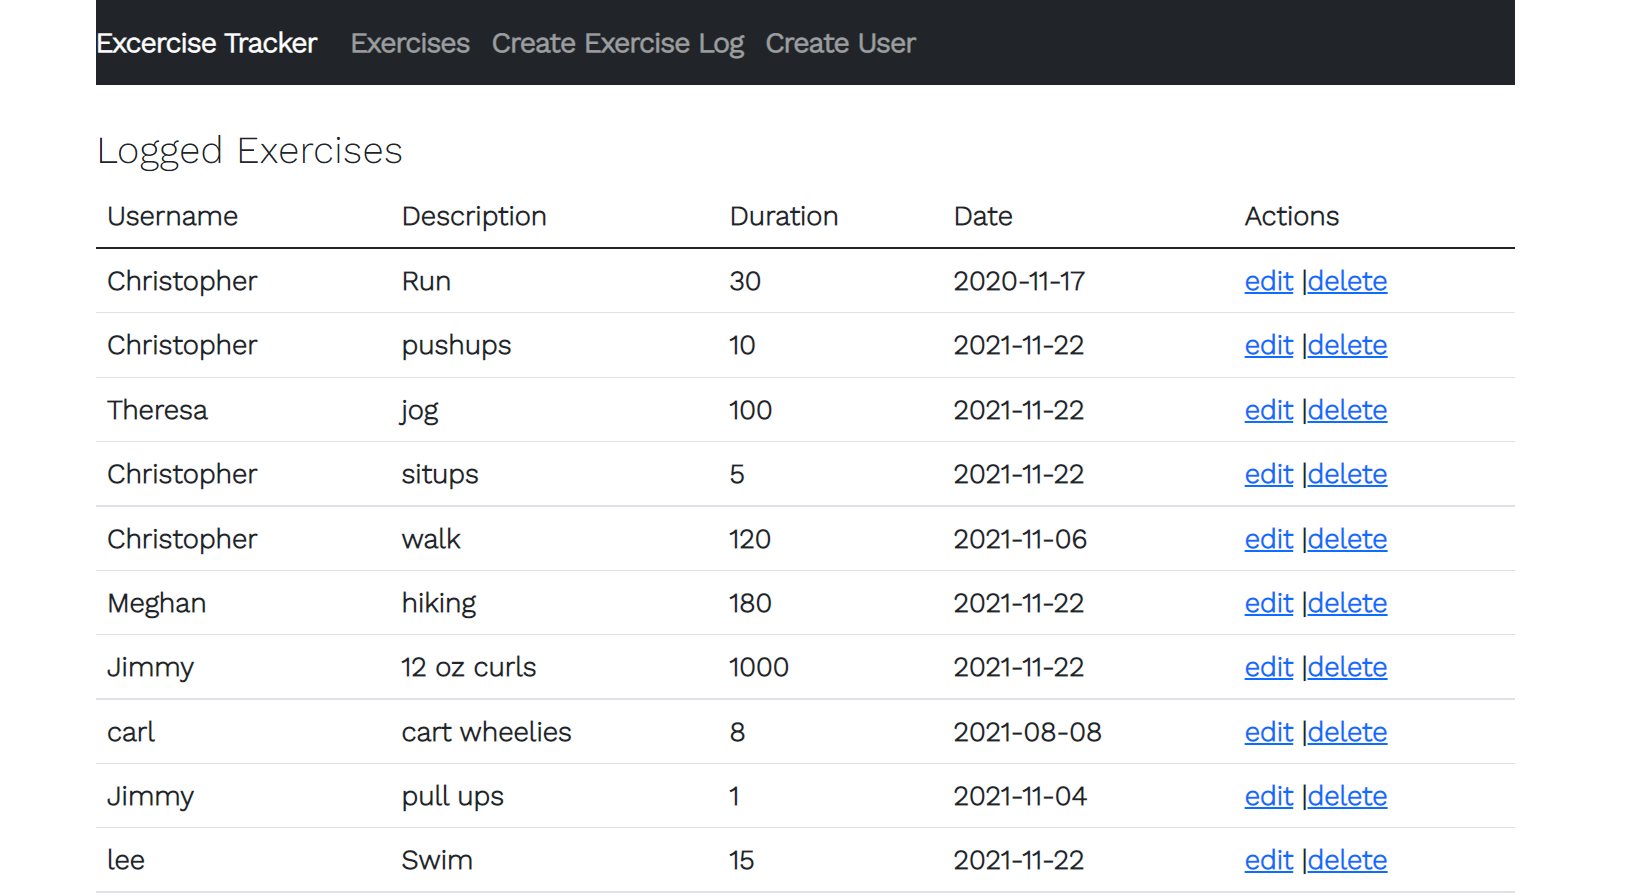 Excercise Tracker Exercises Create Exercise Log Create User
Logged Exercises
Username Description Duration Date Actions
Christopher Run 30 2020-11-17 edit |delete
Christopher pushups 10 2021-11-22 edit |delete
Theresa jog 100 2021-11-22 edit |delete
Christopher situps 5 2021-11-22 edit |delete
Christopher walk 120 2021-11-06 edit |delete
Meghan hiking 180 2021-11-22 edit |delete
Jimmy 12 oz curls 1000 2021-11-22 edit |delete
carl cart wheelies 8 2021-08-08 edit |delete
Jimmy pull ups 1 2021-11-04 edit |delete
lee Swim 15 2021-11-22 edit |delete